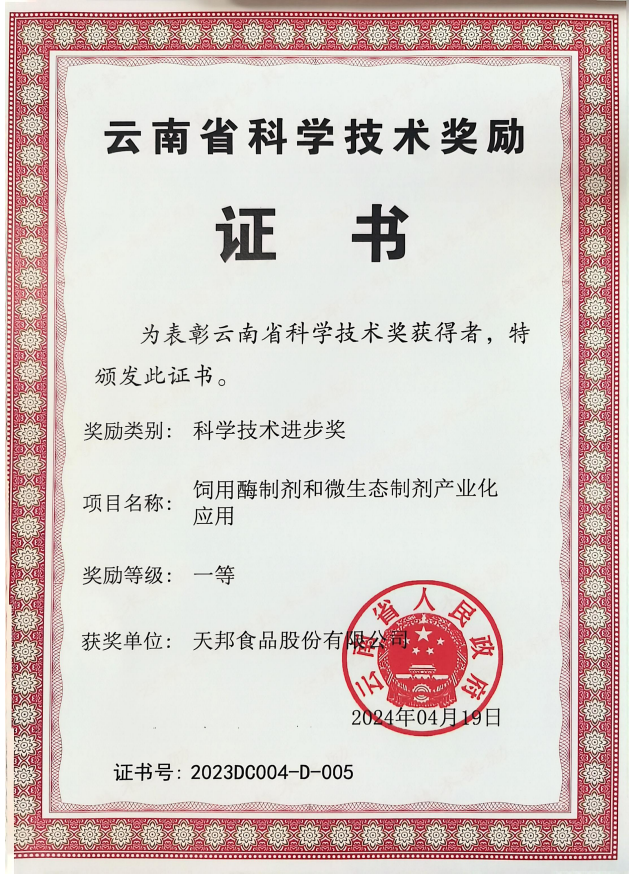 云南省科学技术奖励
证 书
为表彰云南省科学技术奖获得者，特
颁发此证书。
奖励类别： 科学技术进步奖
项目名称： 饲用酶制剂和微生态制剂产业化
应用
奖励等级： 一等
获奖单位： 天邦食品股份有限公司
云南省人民政府
2024年04月19日
证书号：2023DC004-D-005